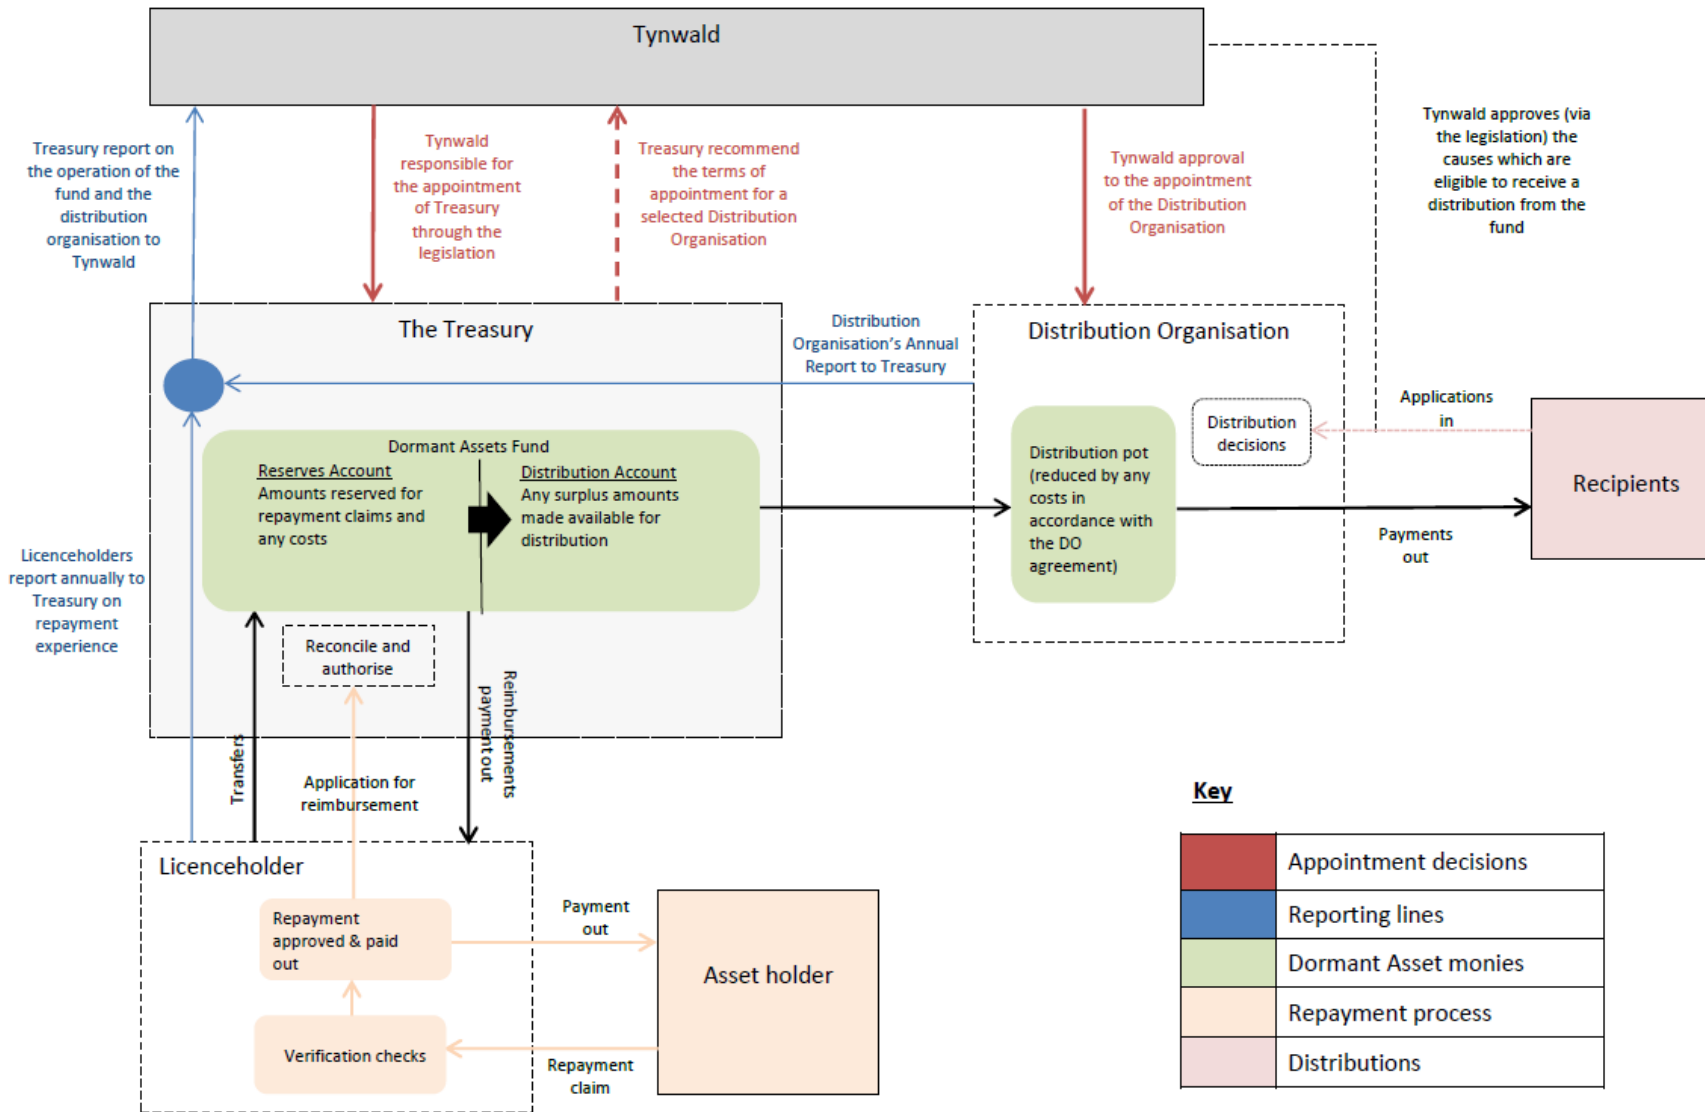 Tynwald
Treasury report on
the operation of the
fund and the
distribution
organisation to
Tynwald
Tynwald
responsible for
the appointment
of Treasury
through the
legislation
Treasury recommend
the terms of
appointment for a
selected Distribution
Organisation
Tynwald approval
to the appointment
of the Distribution
Organisation
Tynwald approves (via
the legislation) the
causes which are
eligible to receive a
distribution from the
fund
The Treasury
Distribution
Organisation's Annual
Report to Treasury
Distribution Organisation
Dormant Assets Fund
Reserves Account
Amounts reserved for
repayment claims and
any costs
Distribution Account
Any surplus amounts
made available for
distribution
Distribution pot
(reduced by any
costs in
accordance with
the DO
agreement)
Distribution
decisions
Applications
in
Recipients
Payments
out
Licenceholders
report annually to
Treasury on
repayment
experience
Reconcile and
authorise
Transfers
Application for
reimbursement
Reimbursements
payment out
Licenceholder
Repayment
approved & paid
out
Payment
out
Asset holder
Verification checks
Repayment
claim
Key
Appointment decisions
Reporting lines
Dormant Asset monies
Repayment process
Distributions